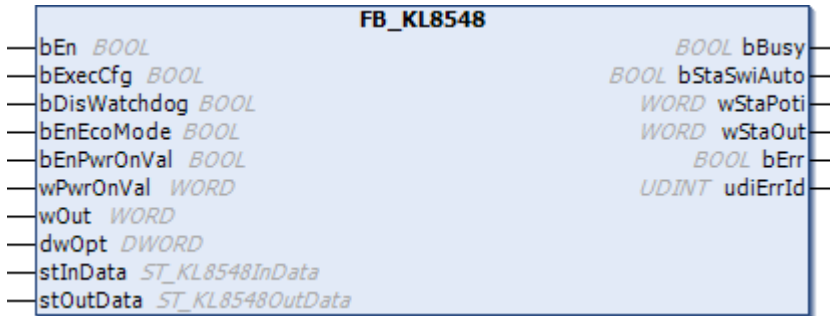 FB_KL8548
bEn BOOL BOOL bBusy
bExecCfg BOOL BOOL bStaSwiAuto
bDisWatchdog BOOL WORD wStaPoti
bEnEcoMode BOOL WORD wStaOut
bEnPwrOnVal BOOL BOOL bErr
wPwrOnVal WORD UDINT udiErrId
wOut WORD
dwOpt DWORD
stInData ST_KL8548InData
stOutData ST_KL8548OutData